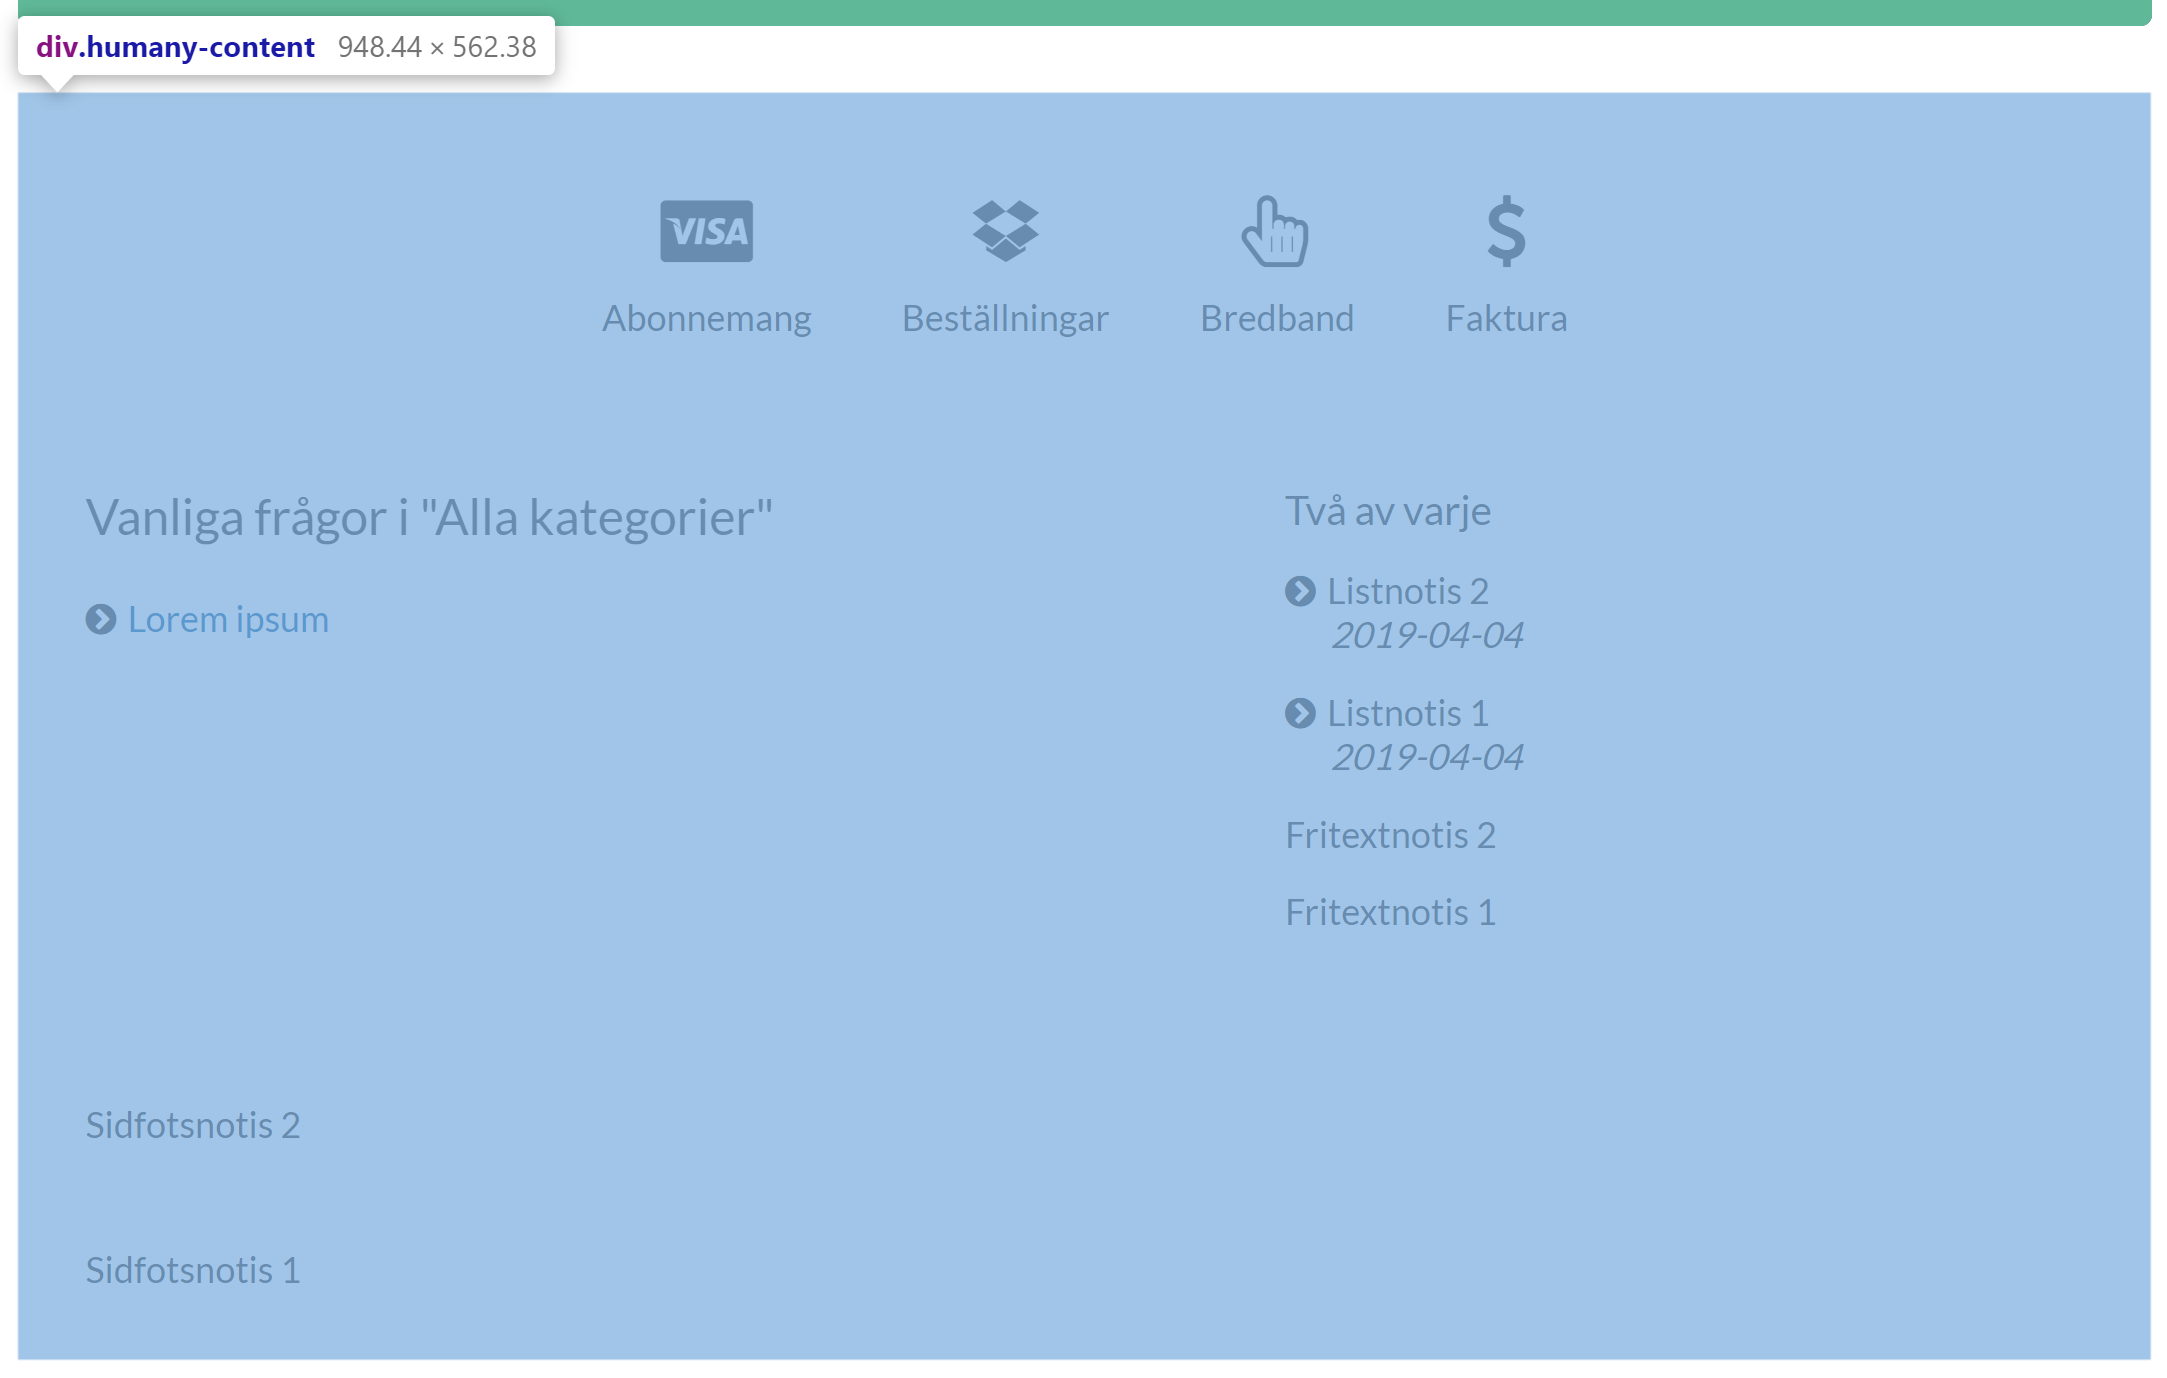 div.humany-content 948.44 × 562.38
VISA
Abonnemang Beställningar Bredband Faktura
Vanliga frågor i "Alla kategorier"
Lorem ipsum
Två av varje
Listnotis 2
2019-04-04
Listnotis 1
2019-04-04
Fritextnotis 2
Fritextnotis 1
Sidfotsnotis 2
Sidfotsnotis 1